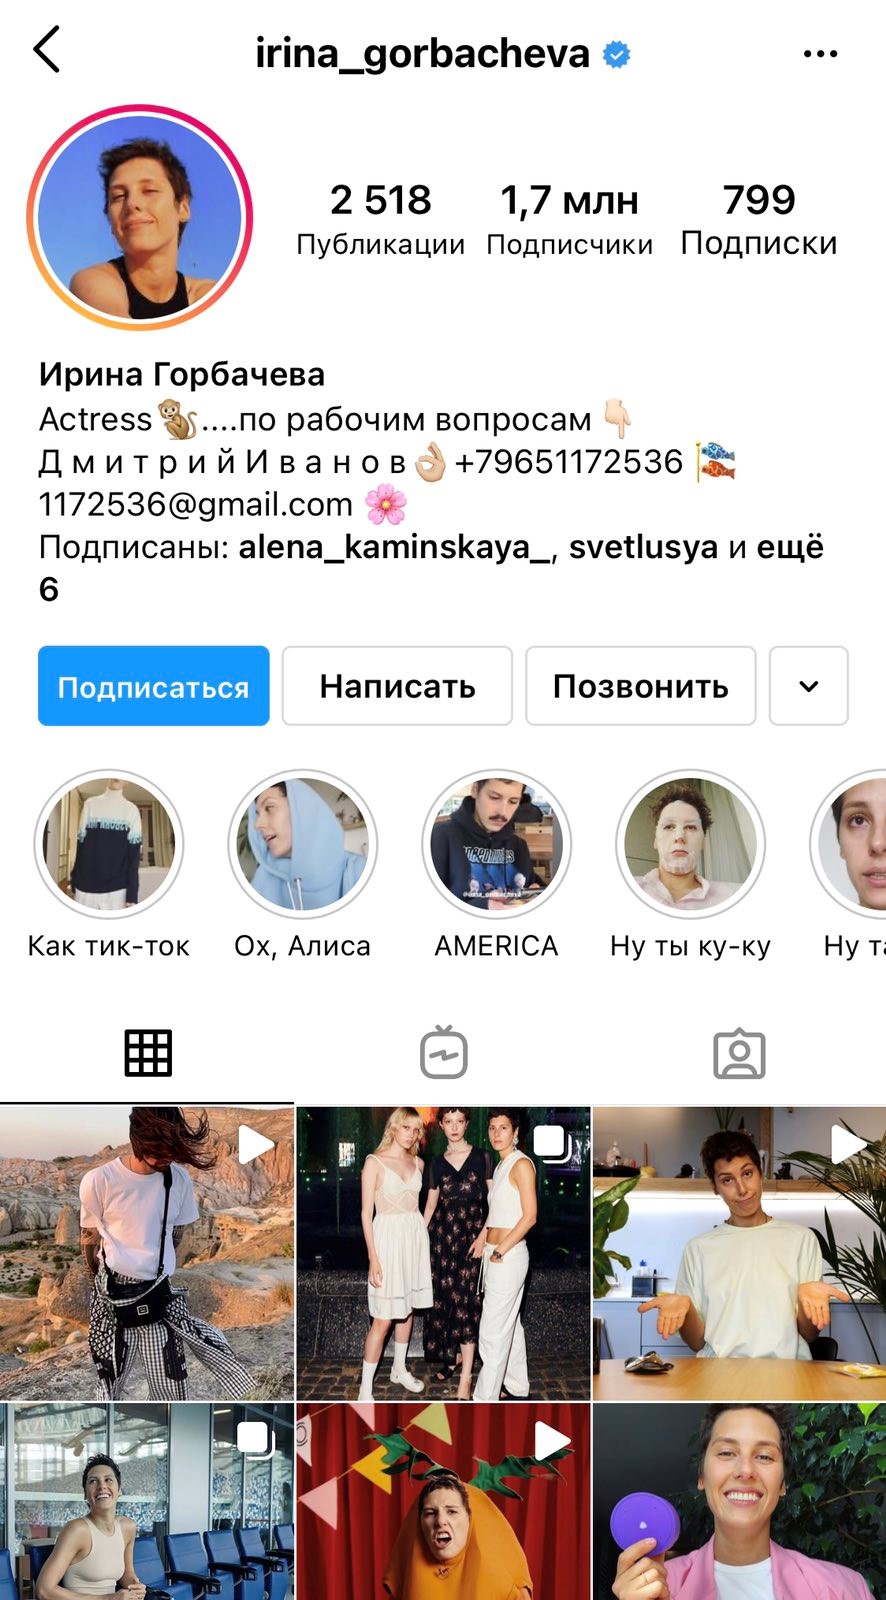 irina_gorbacheva
2 518 1,7 млн 799
Публикации Подписчики Подписки
Ирина Горбачева
Actress🐒....по рабочим вопросам👇🏻
Д м и т р и й И в а н о в👌🏼+79651172536 🎏
1172536@gmail.com 🌸
Подписаны: alena_kaminskaya_, svetlusya и ещё
6
Подписаться Написать Позвонить
Как тик-ток Ох, Алиса AMERICA Ну ты ку-ку Ну та